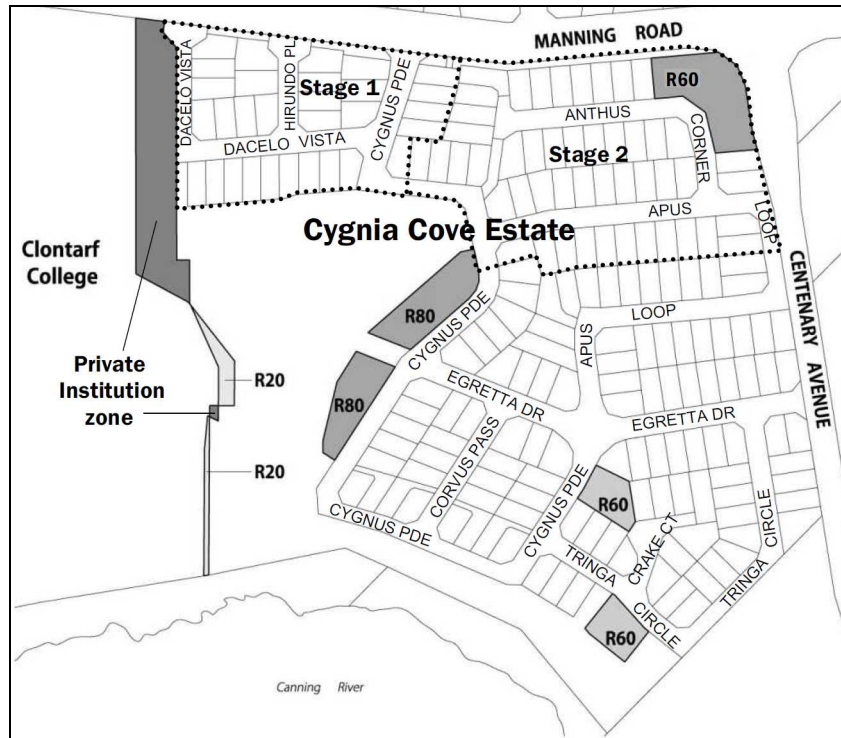 MANNING ROAD
DACELO VISTA
HIRUNDO PL
Stage 1
CYGNUS PDE
R60
ANTHUS
CORNER
DACELO VISTA
Stage 2
APUS
LOOP
Cygnia Cove Estate
Clontarf
College
CENTENARY AVENUE
R80
CYGNUS PDE
LOOP
APUS
Private
Institution
zone
R20
R80
EGRETTA DR
EGRETTA DR
R20
CORVUS PASS
CYGNUS PDE
R60
CYGNUS PDE
TRINGA
CIRCLE
CRAKE CT
TRINGA
CIRCLE
R60
Canning River